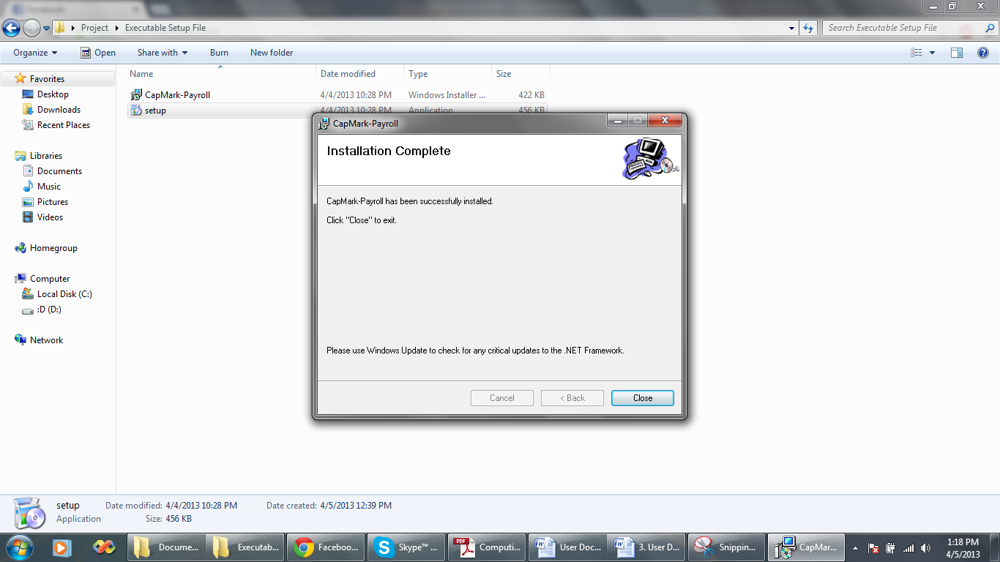 Facebook
Project Executable Setup File
Search Executable Setup File
Organize Open Share with Burn New folder
Name Date modified Type Size
Favorites
Desktop
Downloads
Recent Places
Libraries
Documents
Music
Pictures
Videos
Homegroup
Computer
Local Disk (C:)
:D (D:)
Network
CapMark-Payroll 4/4/2013 10:28 PM Windows Installer ... 422 KB
setup 4/4/2013 10:28 PM Application 456 KB
CapMark-Payroll
Installation Complete
CapMark-Payroll has been successfully installed.
Click "Close" to exit.
Please use Windows Update to check for any critical updates to the .NET Framework.
Cancel < Back Close
setup Date modified: 4/4/2013 10:28 PM Date created: 4/5/2013 12:39 PM
Application Size: 456 KB
Docume... Executab... Faceboo... Skype™ ... PDF Computi... User Doc... 3. User D... Snippin... CapMar...
1:18 PM
4/5/2013